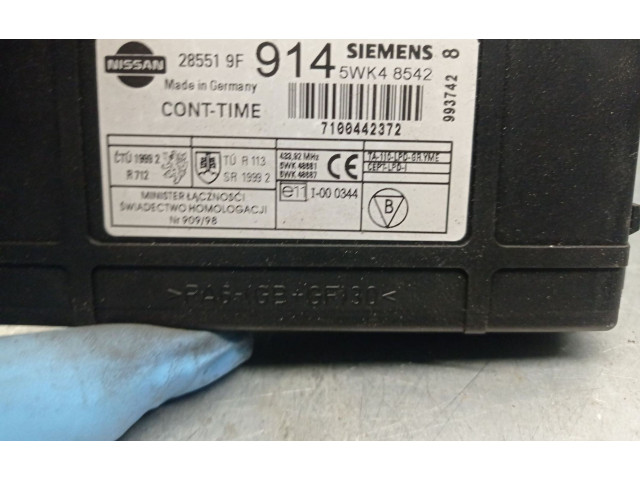 NISSAN
28551 9F 914
SIEMENS
5WK4 8542
Made in Germany
CONT-TIME
7100442372
993742 8
ČTÚ 1999 2
R 712
TÚ R 113
SR 1999 2
433,92 MHz
5WK 48681
5WK 48687
CE
CEPT-LPD-I
MINISTER ŁĄCZNOŚCI
ŚWIADECTWO HOMOLOGACJI
Nr 909/98
e11 I-00 0344
B